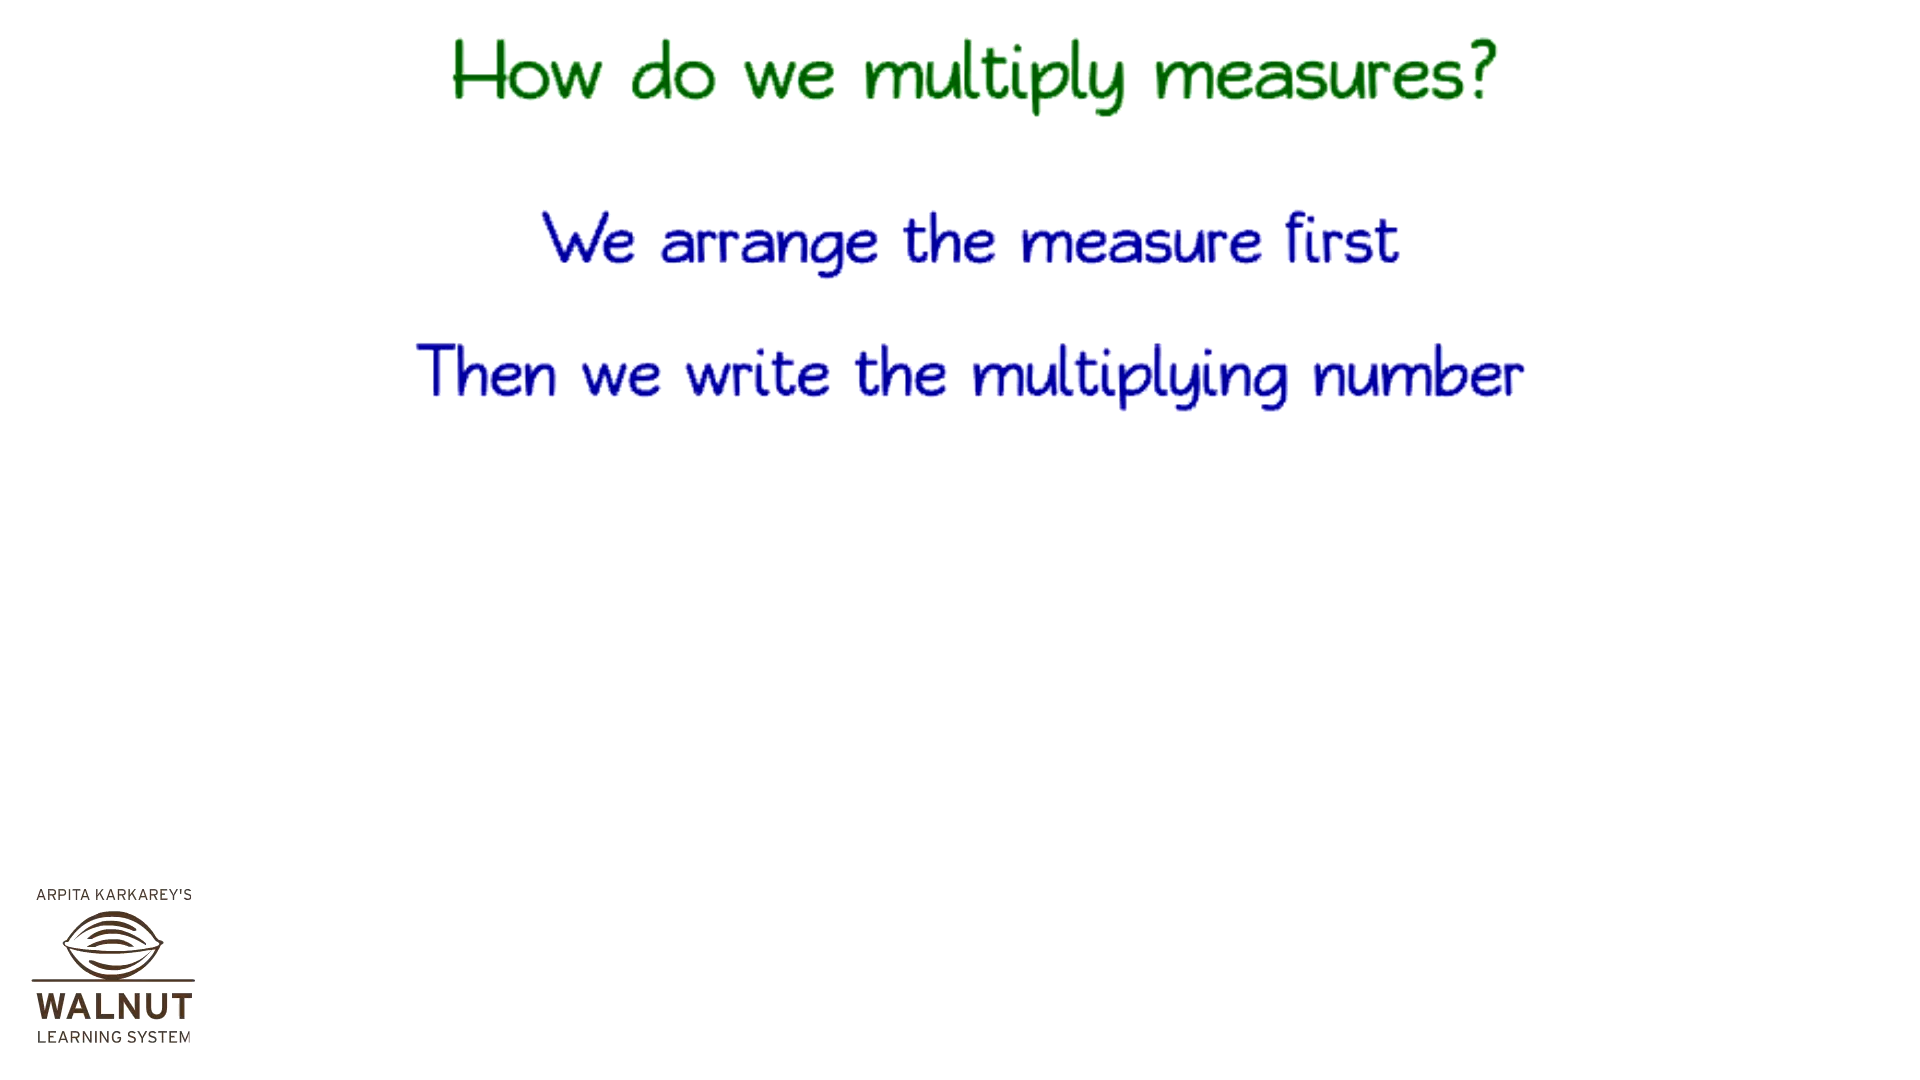 How do we multiply measures?
We arrange the measure first
Then we write the multiplying number
ARPITA KARKAREY'S
WALNUT
LEARNING SYSTEM